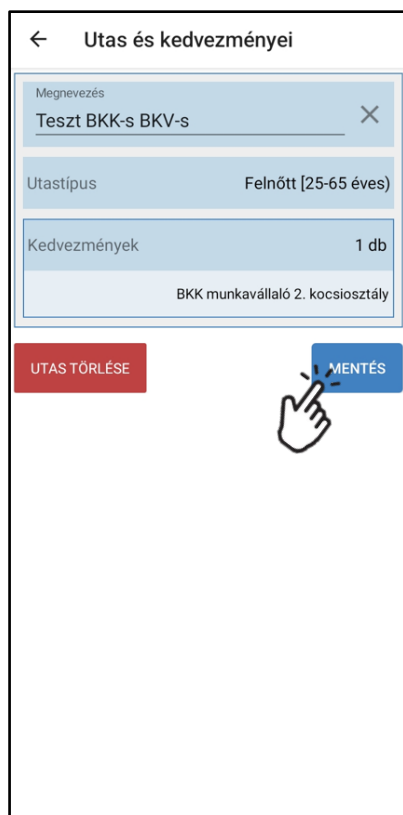 Utas és kedvezményei
Megnevezés
Teszt BKK-s BKV-s
Utastípus Felnőtt [25-65 éves)
Kedvezmények 1 db
BKK munkavállaló 2. kocsiosztály
UTAS TÖRLÉSE MENTÉS